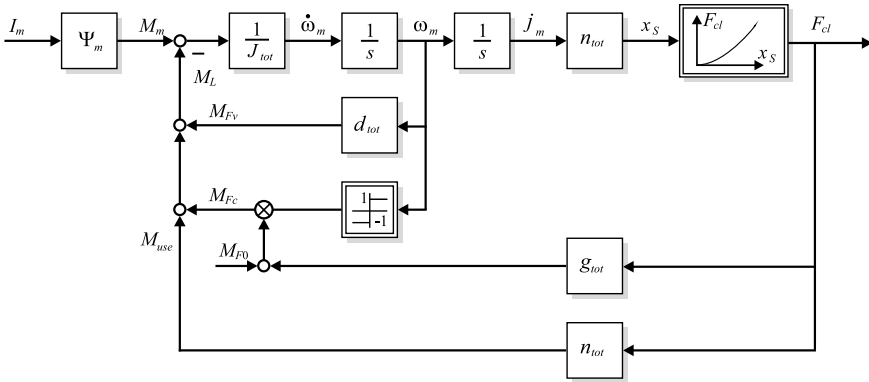 I_m
Ψ_m
M_m
−
1/J_tot
ω̇_m
1/s
ω_m
1/s
j_m
n_tot
x_S
F_cl
x_S
F_cl
M_L
M_Fv
d_tot
M_Fc
1
-1
M_use
M_F0
g_tot
n_tot